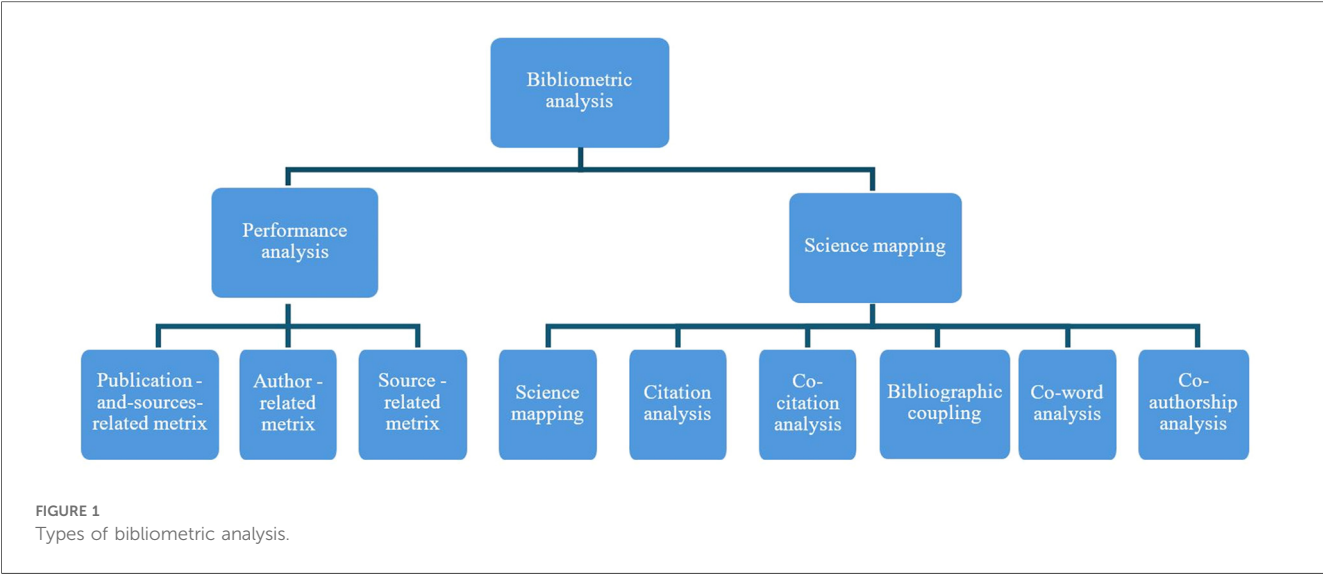 Bibliometric
analysis
Performance
analysis
Science mapping
Publication -
and-sources-
related metrix
Author -
related
metrix
Source -
related
metrix
Science
mapping
Citation
analysis
Co-
citation
analysis
Bibliographic
coupling
Co-word
analysis
Co-
authorship
analysis
FIGURE 1
Types of bibliometric analysis.